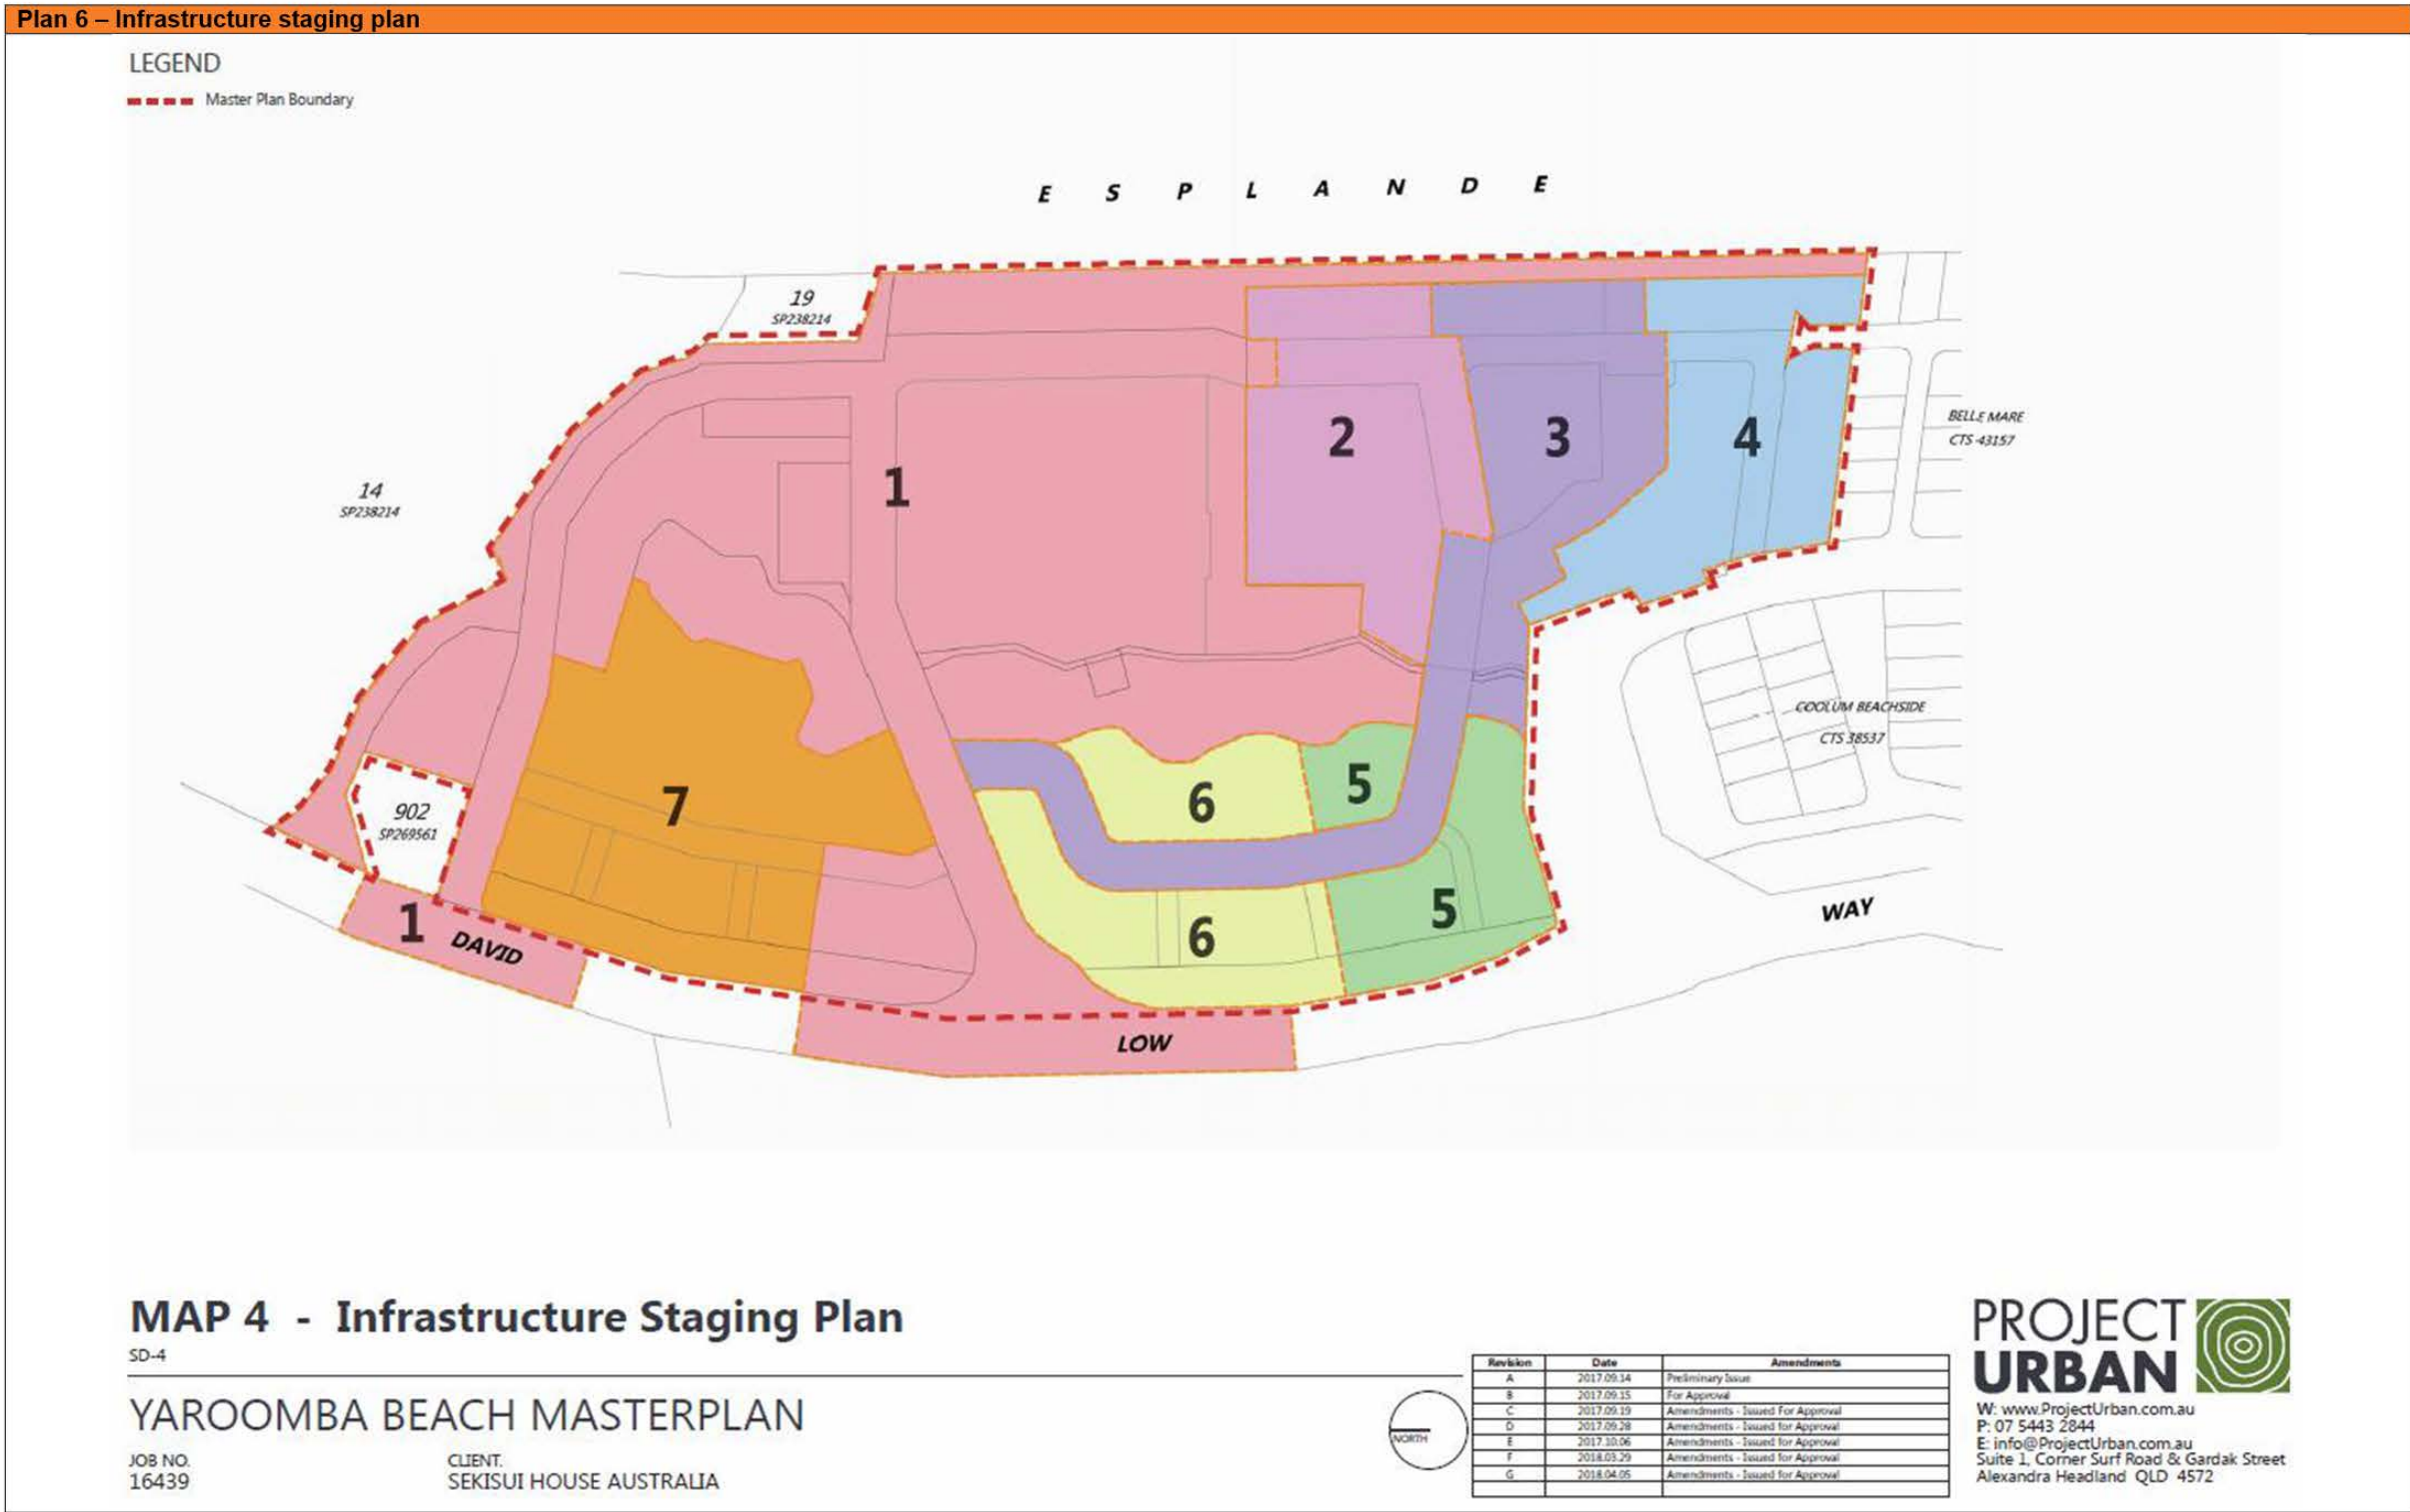 Plan 6 – Infrastructure staging plan
LEGEND
Master Plan Boundary
E S P L A N D E
19
SP238214
14
SP238214
1
2
3
4
BELLE MARE
CTS 43157
COOLUM BEACHSIDE
CTS 38537
902
SP269561
7
6
5
6
5
1
DAVID
LOW
WAY
MAP 4 - Infrastructure Staging Plan
SD-4
YAROOMBA BEACH MASTERPLAN
JOB NO.
16439
CLIENT.
SEKISUI HOUSE AUSTRALIA
NORTH
Revision Date Amendments
A 2017.09.14 Preliminary Issue
B 2017.09.15 For Approval
C 2017.09.19 Amendments - Issued For Approval
D 2017.09.28 Amendments - Issued for Approval
E 2017.10.06 Amendments - Issued for Approval
F 2018.03.29 Amendments - Issued for Approval
G 2018.04.05 Amendments - Issued for Approval
PROJECT
URBAN
W: www.ProjectUrban.com.au
P: 07 5443 2844
E: info@ProjectUrban.com.au
Suite 1, Corner Surf Road & Gardak Street
Alexandra Headland QLD 4572